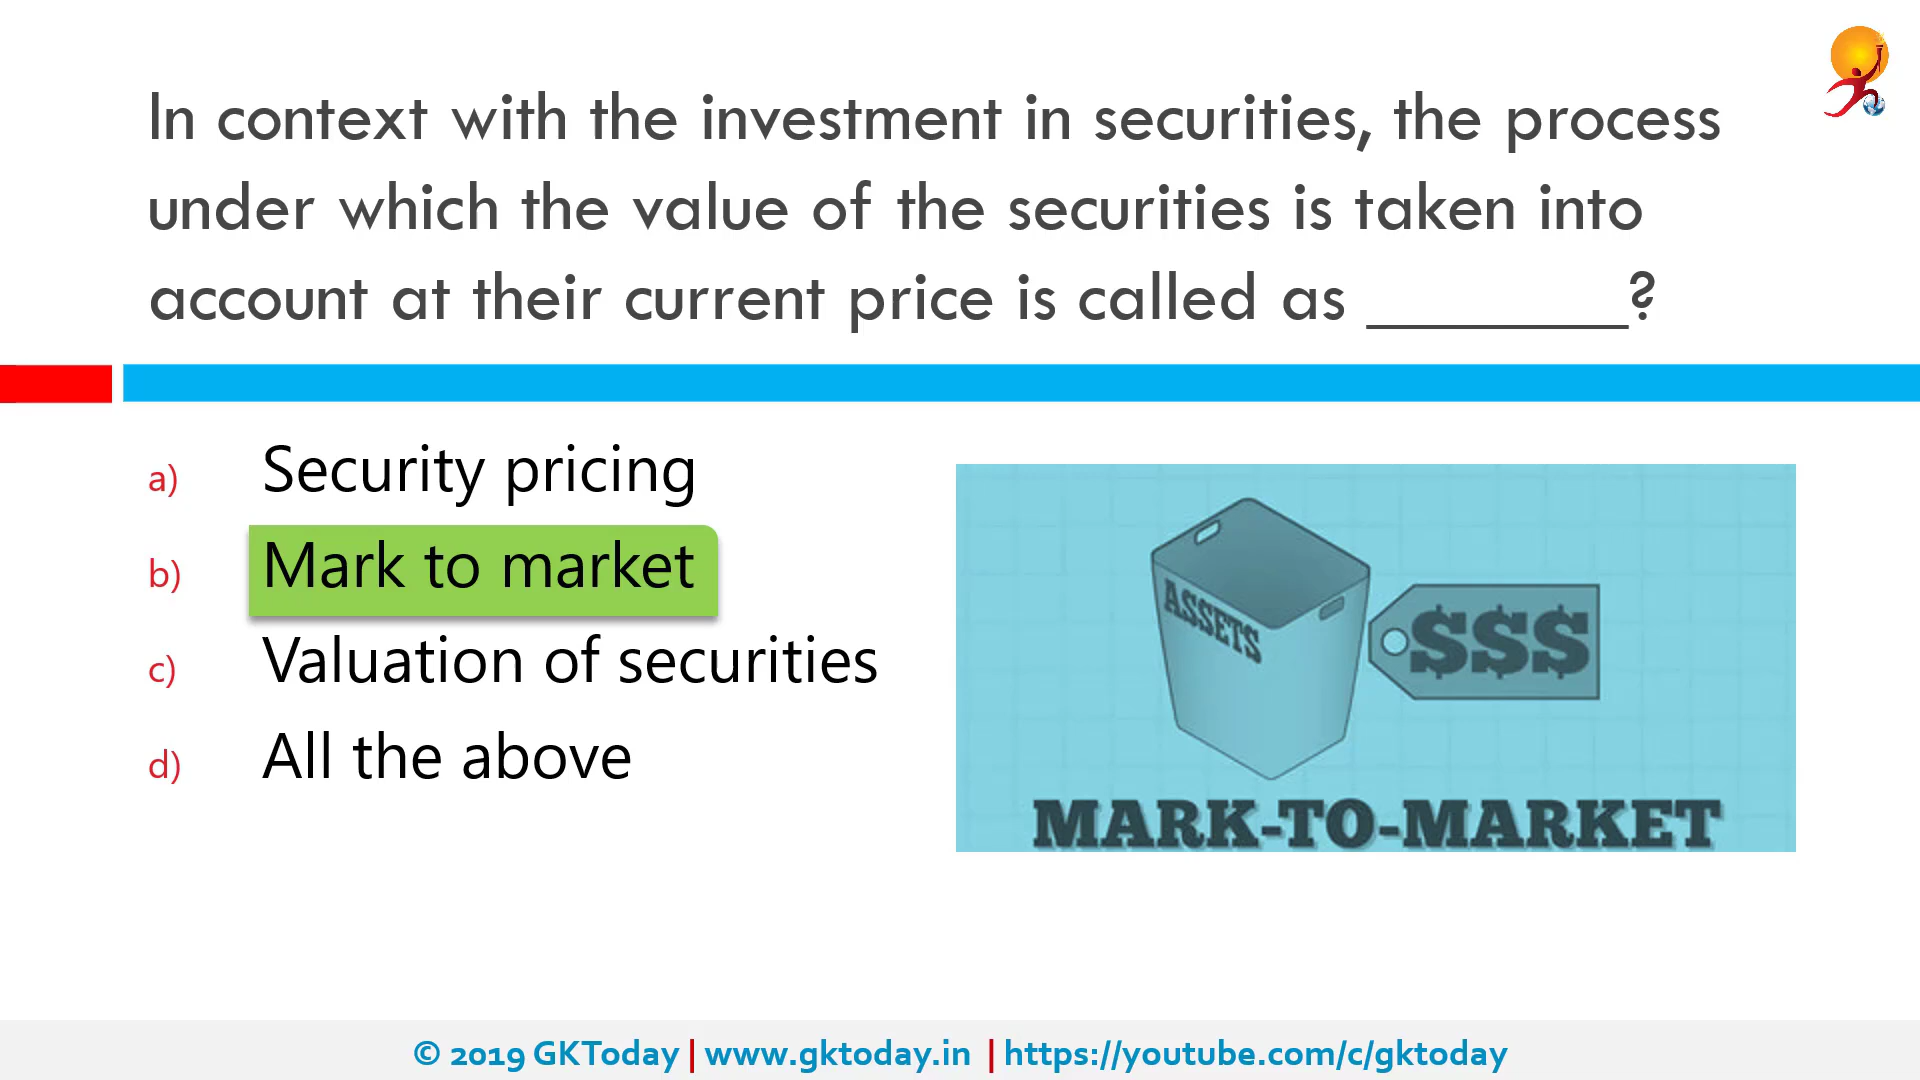 In context with the investment in securities, the process
under which the value of the securities is taken into
account at their current price is called as ________?
a) Security pricing
b) Mark to market
c) Valuation of securities
d) All the above
ASSETS
$$$
MARK-TO-MARKET
© 2019 GKToday | www.gktoday.in | https://youtube.com/c/gktoday